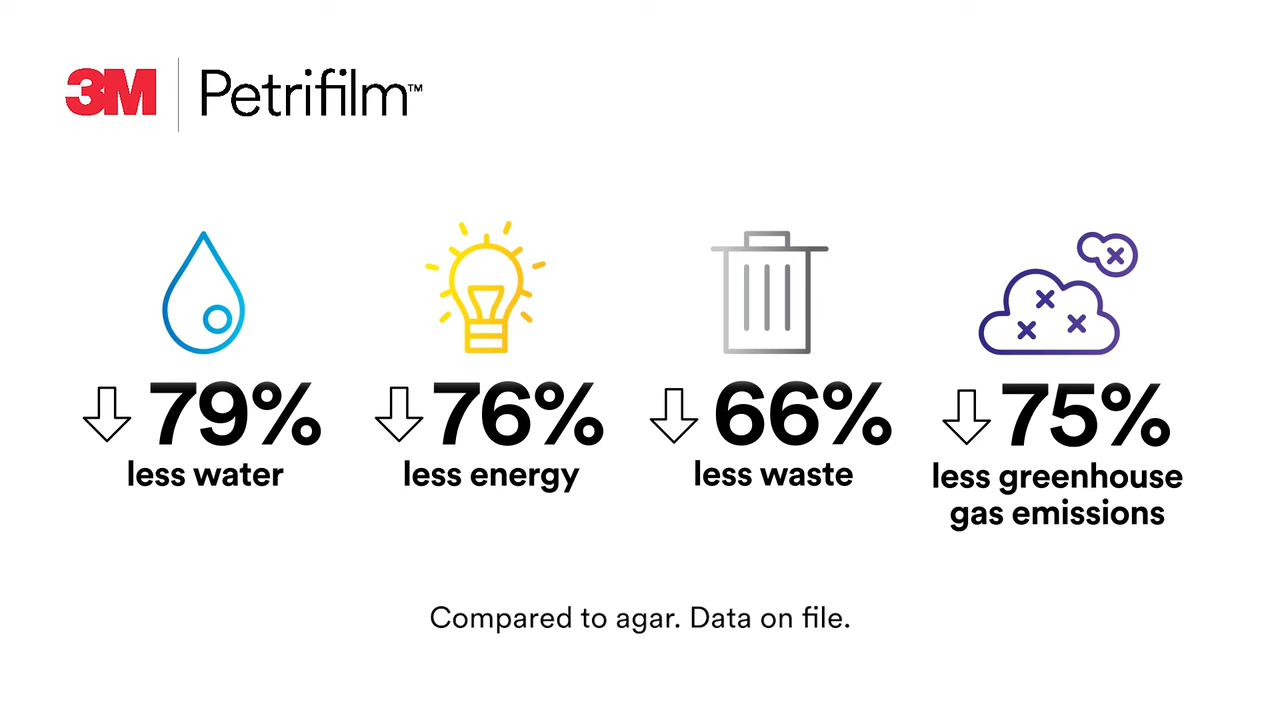 3M | Petrifilm™
79%
less water
76%
less energy
66%
less waste
75%
less greenhouse
gas emissions
Compared to agar. Data on file.